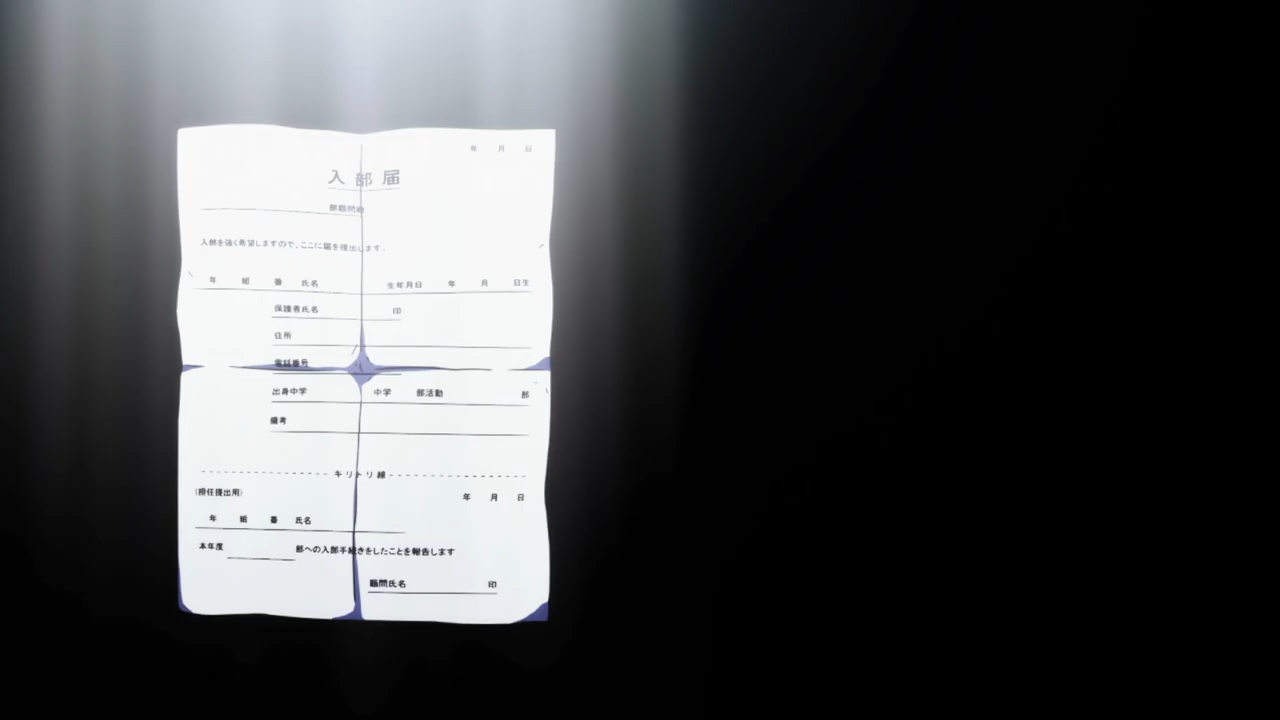 年 月 日
入部届
部顧問殿
入部を強く希望しますので、ここに届を提出します。
年 組 番 氏名 生年月日 年 月 日生
保護者氏名 印
住所
電話番号
出身中学 中学 部活動 部
備考
キリトリ線
(担任提出用)
年 月 日
年 組 番 氏名
本年度 部への入部手続きをしたことを報告します
顧問氏名 印